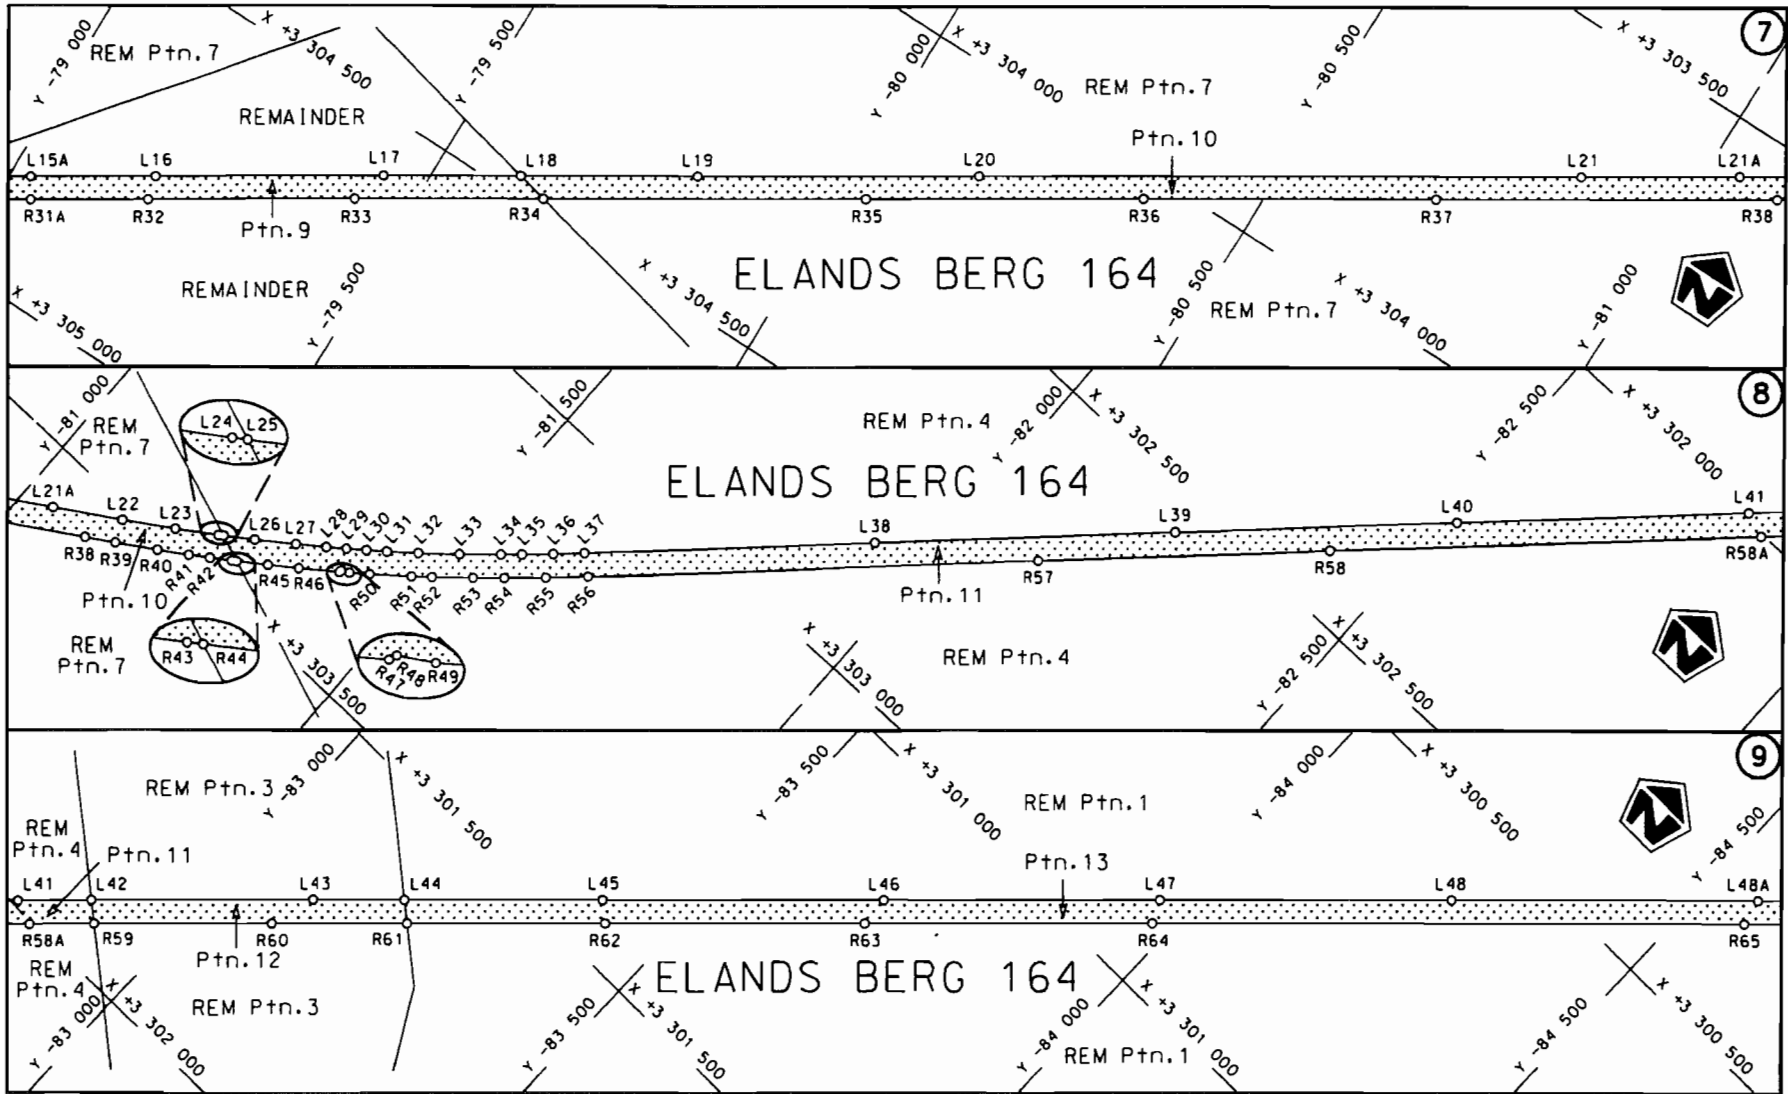 7
Y -79 000
REM Ptn.7
X +3 304 500
Y -79 500
Y -80 000
X +3 304 000
REM Ptn.7
Y -80 500
X +3 303 500
REMAINDER
Ptn.10
L15A
L16
L17
L18
L19
L20
L21
L21A
R31A
R32
R33
R34
R35
R36
R37
R38
Ptn.9
REMAINDER
ELANDS BERG 164
X +3 305 000
Y -79 500
X +3 304 500
Y -80 500
REM Ptn.7
X +3 304 000
Y -81 000
N
8
Y -81 000
REM
Ptn.7
L24
L25
Y -81 500
REM Ptn.4
Y -82 000
X +3 302 500
Y -82 500
X +3 302 000
ELANDS BERG 164
L21A
L22
L23
L26
L27
L28
L29
L30
L31
L32
L33
L34
L35
L36
L37
L38
L39
L40
L41
R38
R39
R40
R41
R42
R45
R46
R50
R51
R52
R53
R54
R55
R56
R57
R58
R58A
Ptn.10
Ptn.11
REM
Ptn.7
R43
R44
X +3 303 500
R47
R48
R49
X +3 303 000
REM Ptn.4
Y -82 500
X +3 302 500
N
9
REM Ptn.3
Y -83 000
X +3 301 500
Y -83 500
X +3 301 000
REM Ptn.1
Y -84 000
X +3 300 500
Y -84 500
REM
Ptn.4
Ptn.11
Ptn.13
L41
L42
L43
L44
L45
L46
L47
L48
L48A
R58A
R59
R60
R61
R62
R63
R64
R65
REM
Ptn.4
Ptn.12
REM Ptn.3
ELANDS BERG 164
Y -83 000
X +3 302 000
Y -83 500
X +3 301 500
Y -84 000
X +3 301 000
REM Ptn.1
Y -84 500
X +3 300 500
N